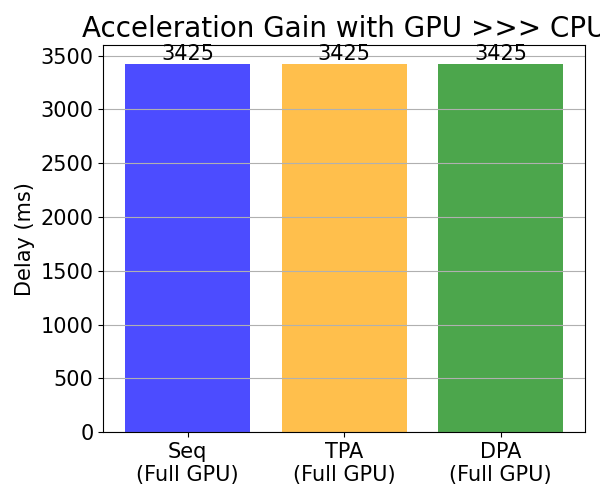 Acceleration Gain with GPU >>> CPU
3425 3425 3425
3500
3000
2500
2000
1500
1000
500
0
Delay (ms)
Seq TPA DPA
(Full GPU) (Full GPU) (Full GPU)